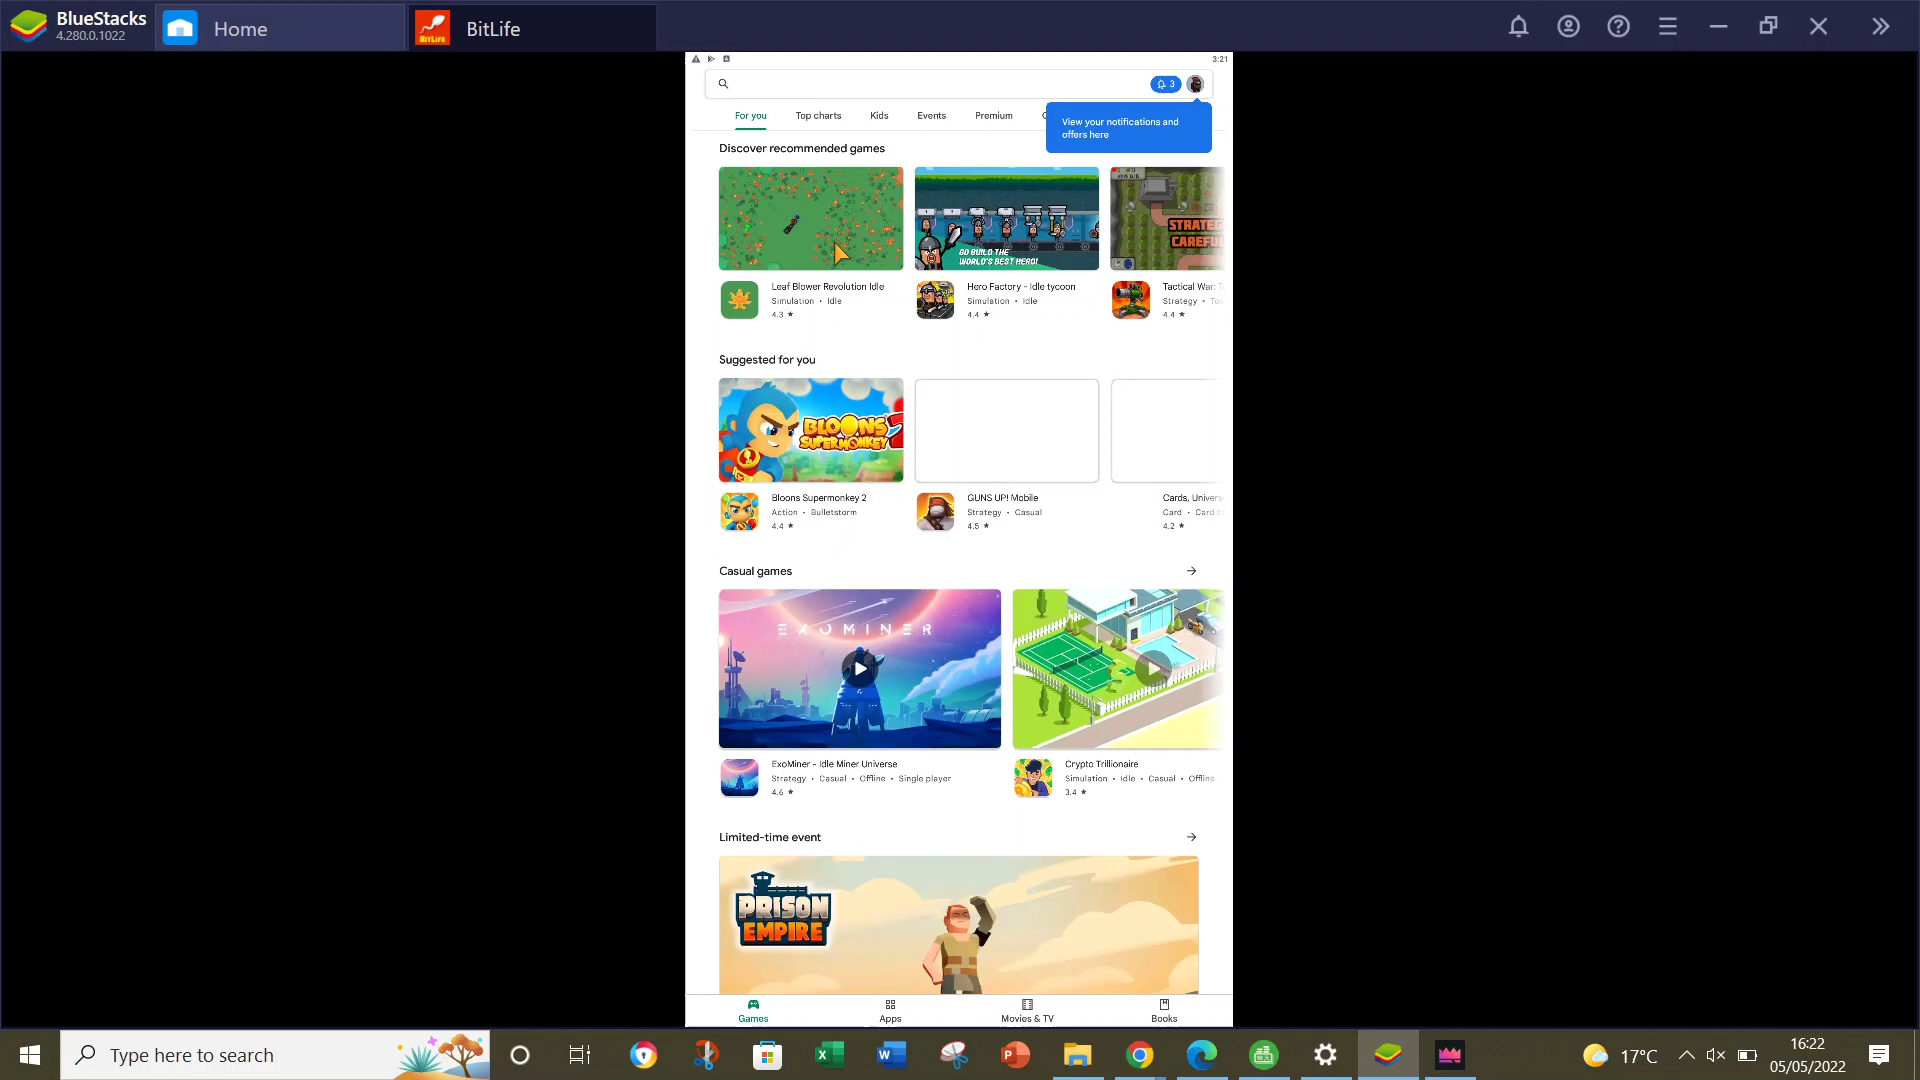 BlueStacks
4.280.0.1022
Home
BITLIFE
BitLife
3:21
3
For you
Top charts
Kids
Events
Premium
View your notifications and
offers here
Discover recommended games
GO BUILD THE
WORLD'S BEST HERO!
Leaf Blower Revolution Idle
Simulation • Idle
4.3 ★
Hero Factory - Idle tycoon
Simulation • Idle
4.4 ★
Tactical War:
Strategy •
4.4 ★
Suggested for you
BLOONS
SUPERMONKEY 2
Bloons Supermonkey 2
Action • Bulletstorm
4.4 ★
GUNS UP! Mobile
Strategy • Casual
4.5 ★
Cards,
Card •
4.2 ★
Casual games
EXOMINER
ExoMiner - Idle Miner Universe
Strategy • Casual • Offline • Single player
4.6 ★
Crypto Trillionaire
Simulation • Idle • Casual • Offline
3.4 ★
Limited-time event
PRISON
EMPIRE
Games
Apps
Movies & TV
Books
Type here to search
17°C
16:22
05/05/2022